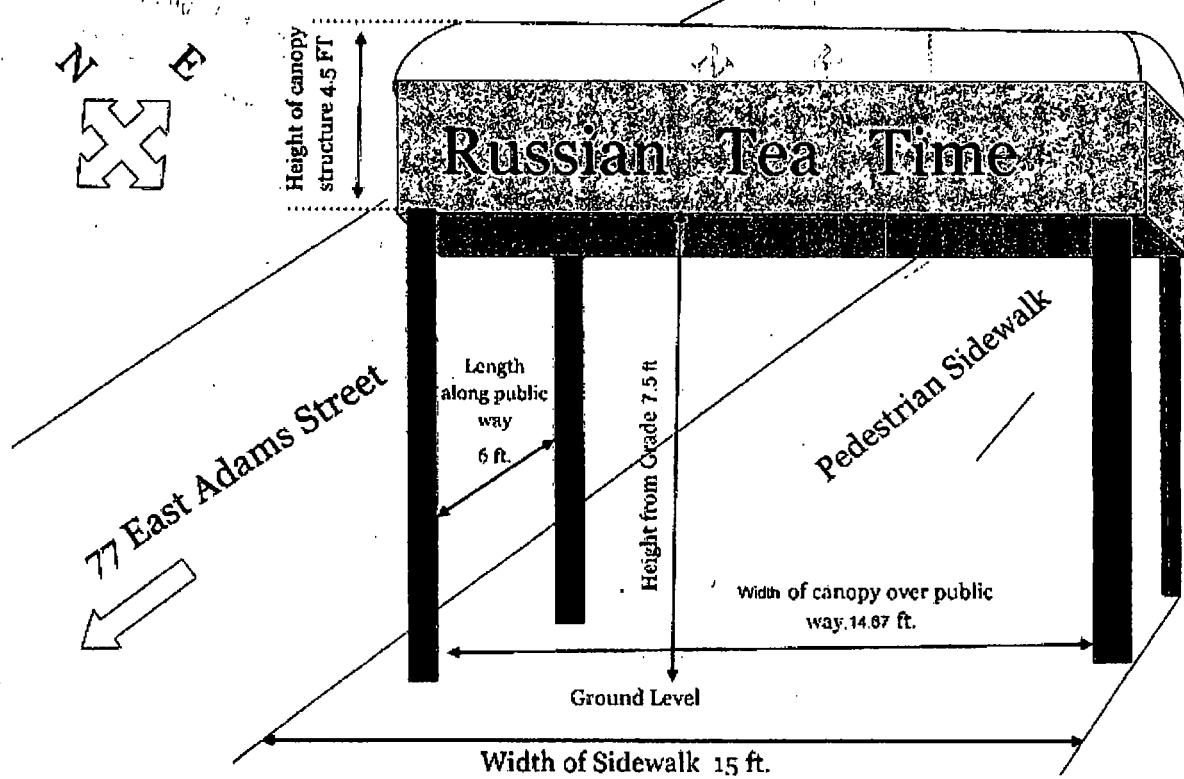 N E
Height of canopy
structure 4.5 FT
Russian Tea Time
Length
along public
way
6 ft.
Height from Grade 7.5 ft
Pedestrian Sidewalk
77 East Adams Street
Width of canopy over public
way.14.67 ft.
Ground Level
Width of Sidewalk 15 ft.